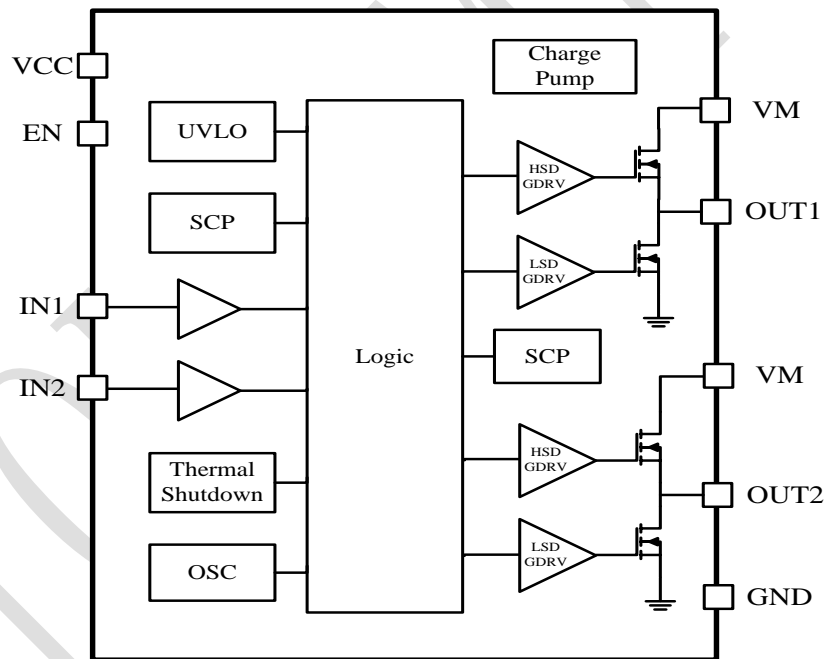 VCC
EN
IN1
IN2
UVLO
SCP
Thermal
Shutdown
OSC
Logic
Charge
Pump
HSD
GDRV
LSD
GDRV
SCP
HSD
GDRV
LSD
GDRV
VM
OUT1
VM
OUT2
GND